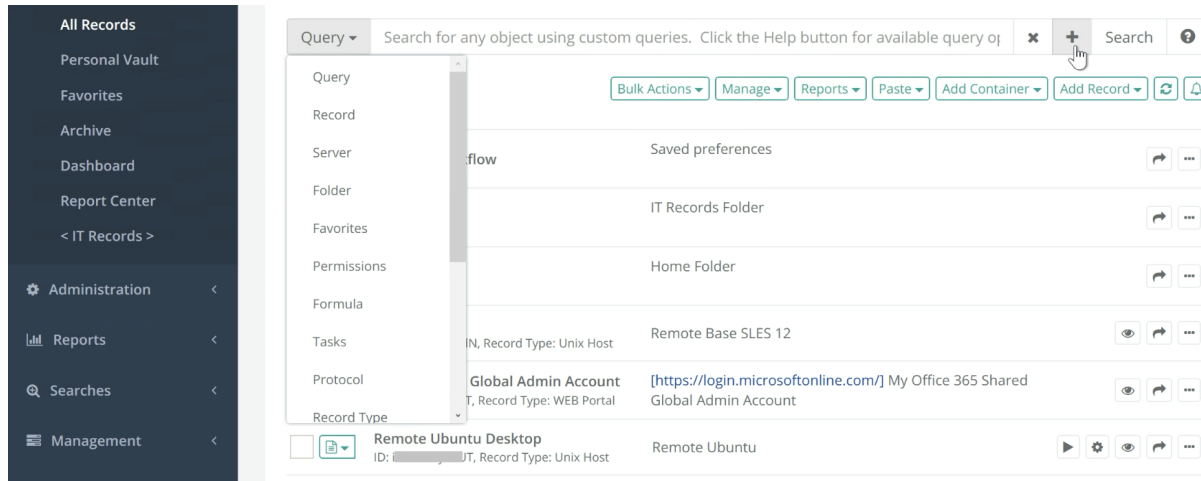 All Records
Personal Vault
Favorites
Archive
Dashboard
Report Center
< IT Records >
Administration
Reports
Searches
Management
Query
Search for any object using custom queries. Click the Help button for available query
Search
Query
Record
Server
Folder
Favorites
Permissions
Formula
Tasks
Protocol
Record Type
Bulk Actions
Manage
Reports
Paste
Add Container
Add Record
Saved preferences
IT Records Folder
Home Folder
Record Type: Unix Host
Remote Base SLES 12
Global Admin Account
Record Type: WEB Portal
[https://login.microsoftonline.com/] My Office 365 Shared
Global Admin Account
Remote Ubuntu Desktop
ID:
Record Type: Unix Host
Remote Ubuntu